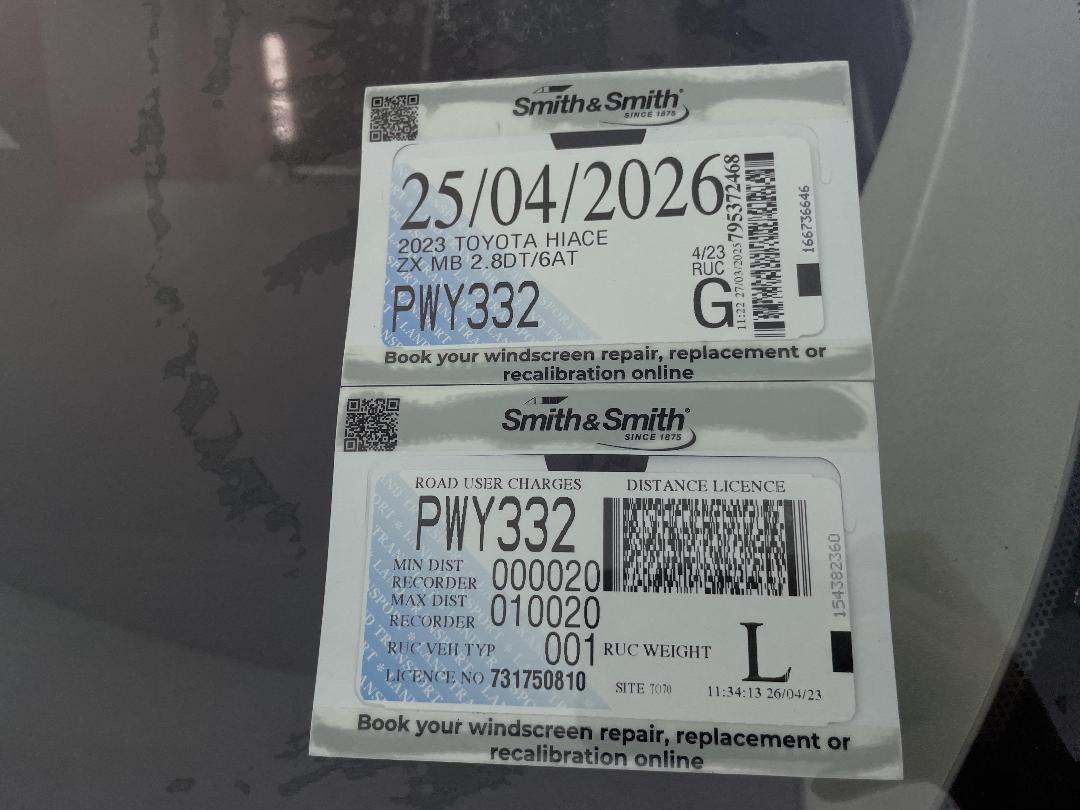 Smith&Smith®
SINCE 1875
25/04/2026
2023 TOYOTA HIACE
ZX MB 2.8DT/6AT
PWY332
4/23
RUC
G
11:22 27/03/2025 795372468
166736646
Book your windscreen repair, replacement or
recalibration online
Smith&Smith®
SINCE 1875
ROAD USER CHARGES DISTANCE LICENCE
PWY332
MIN DIST
RECORDER 000020
MAX DIST
RECORDER 010020
RUC VEH TYP 001 RUC WEIGHT L
LICENCE NO 731750810
SITE 7070 11:34:13 26/04/23
154382360
Book your windscreen repair, replacement or
recalibration online